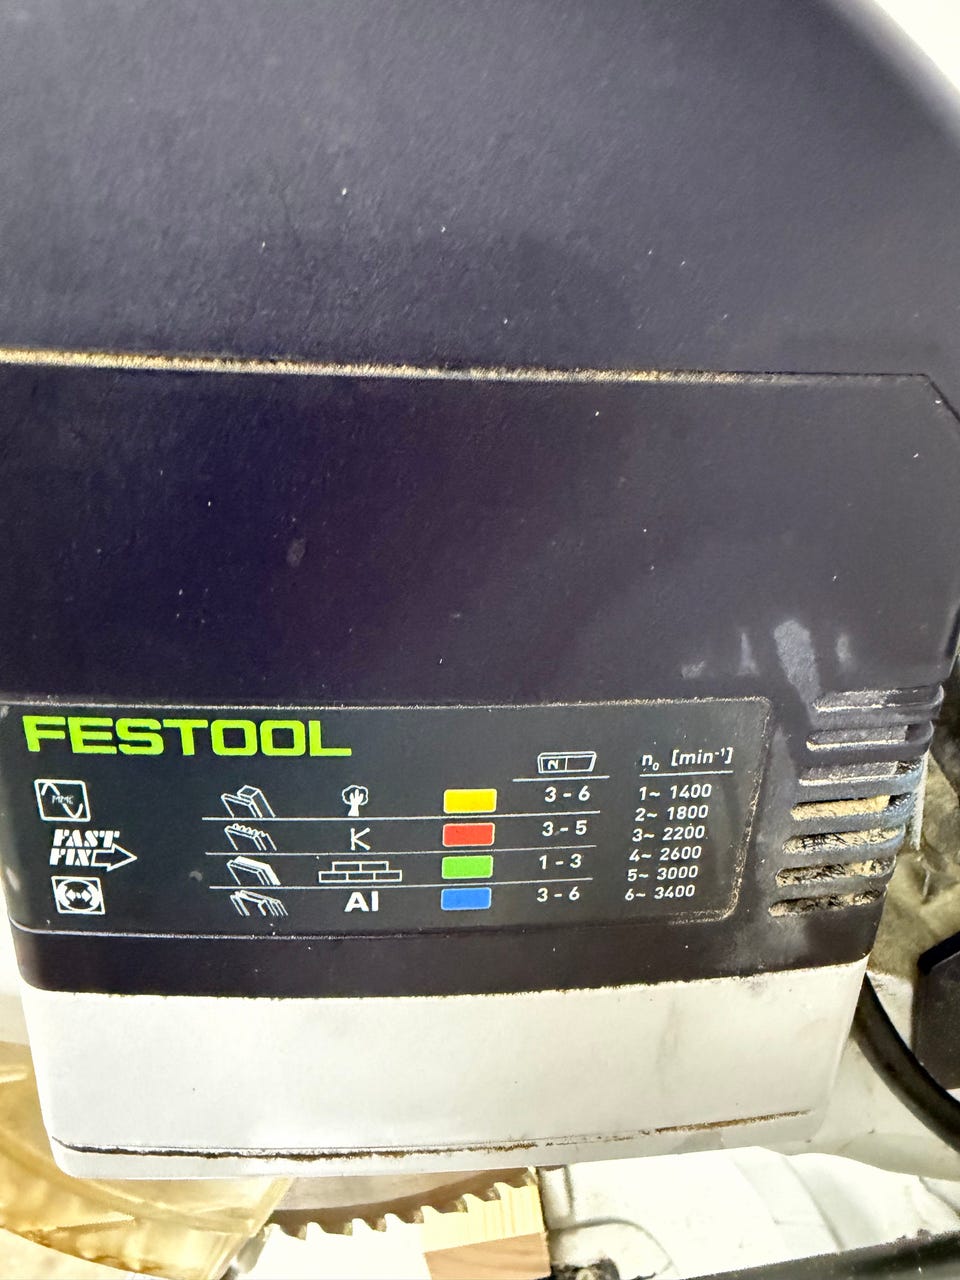 FESTOOL
MMC
FAST
FIX
N
n₀ [min⁻¹]
3 - 6
K
3 - 5
1 - 3
Al
3 - 6
1~ 1400
2~ 1800
3~ 2200
4~ 2600
5~ 3000
6~ 3400